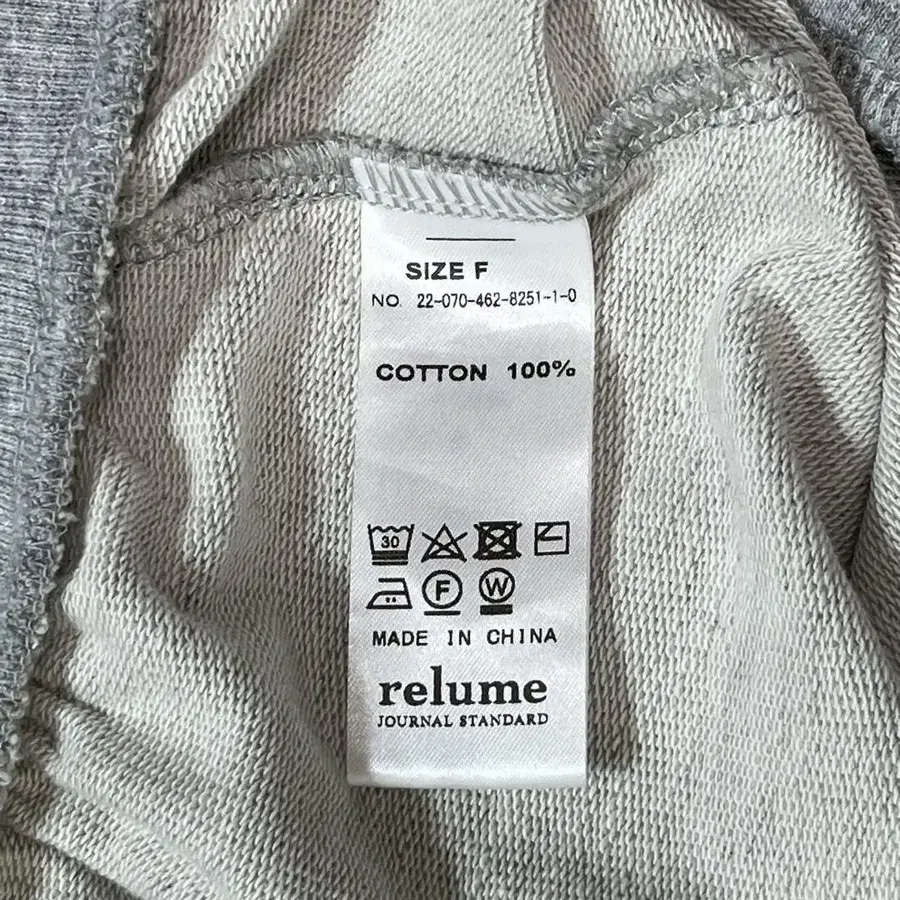 SIZE F
NO. 22-070-462-8251-1-0
COTTON 100%
30
F W
MADE IN CHINA
relume
JOURNAL STANDARD